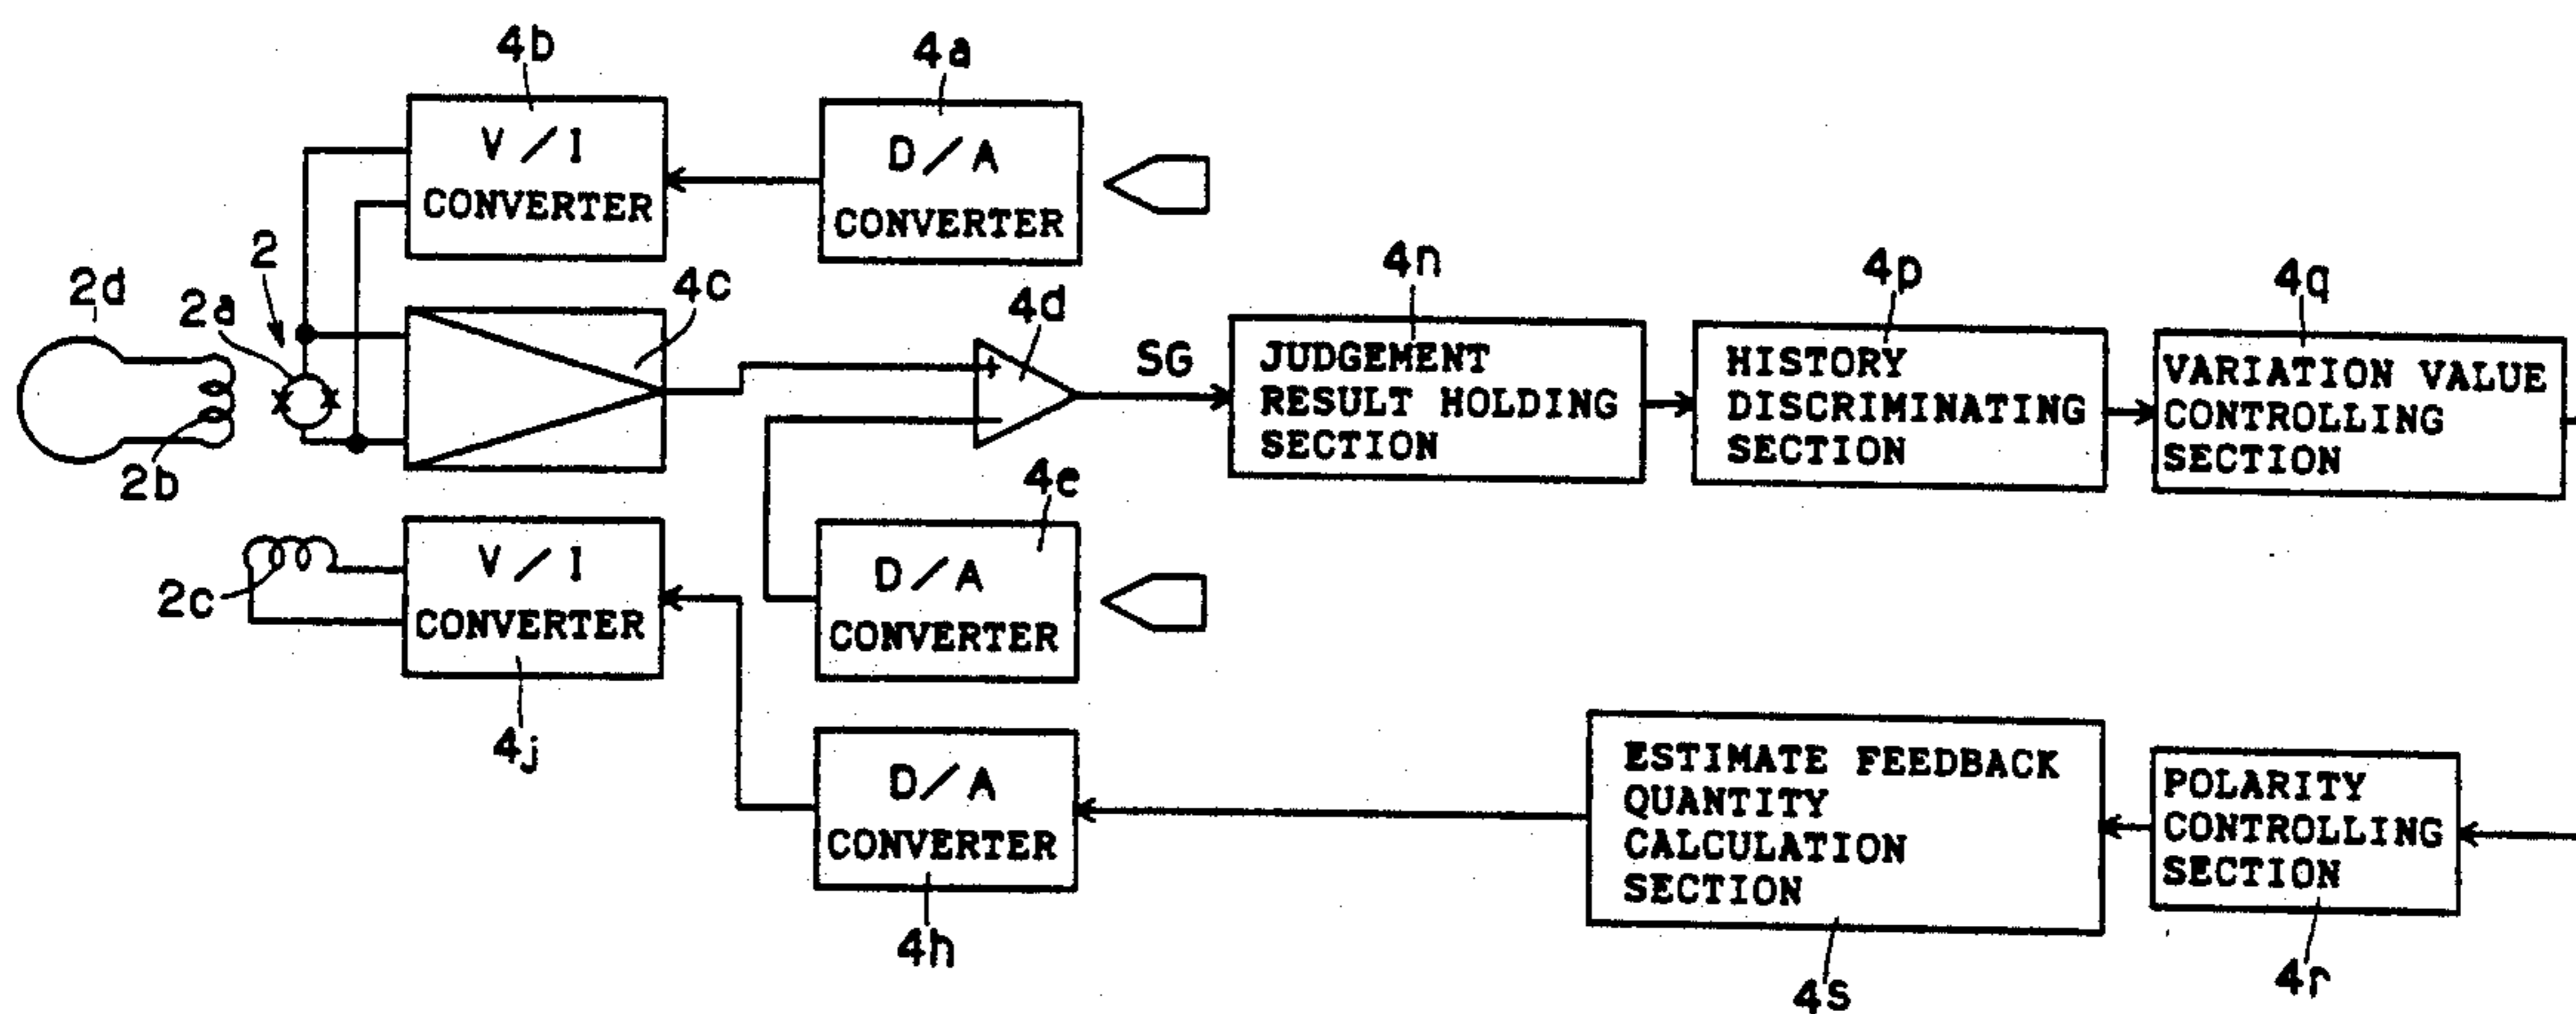 4b
4a
V/I
CONVERTER
D/A
CONVERTER
2d
2a
2
4c
2b
4d
SG
4n
JUDGEMENT
RESULT HOLDING
SECTION
4p
HISTORY
DISCRIMINATING
SECTION
4q
VARIATION VALUE
CONTROLLING
SECTION
+
−
4e
2c
V/I
CONVERTER
4j
D/A
CONVERTER
D/A
CONVERTER
4h
ESTIMATE FEEDBACK
QUANTITY
CALCULATION
SECTION
4s
POLARITY
CONTROLLING
SECTION
4r